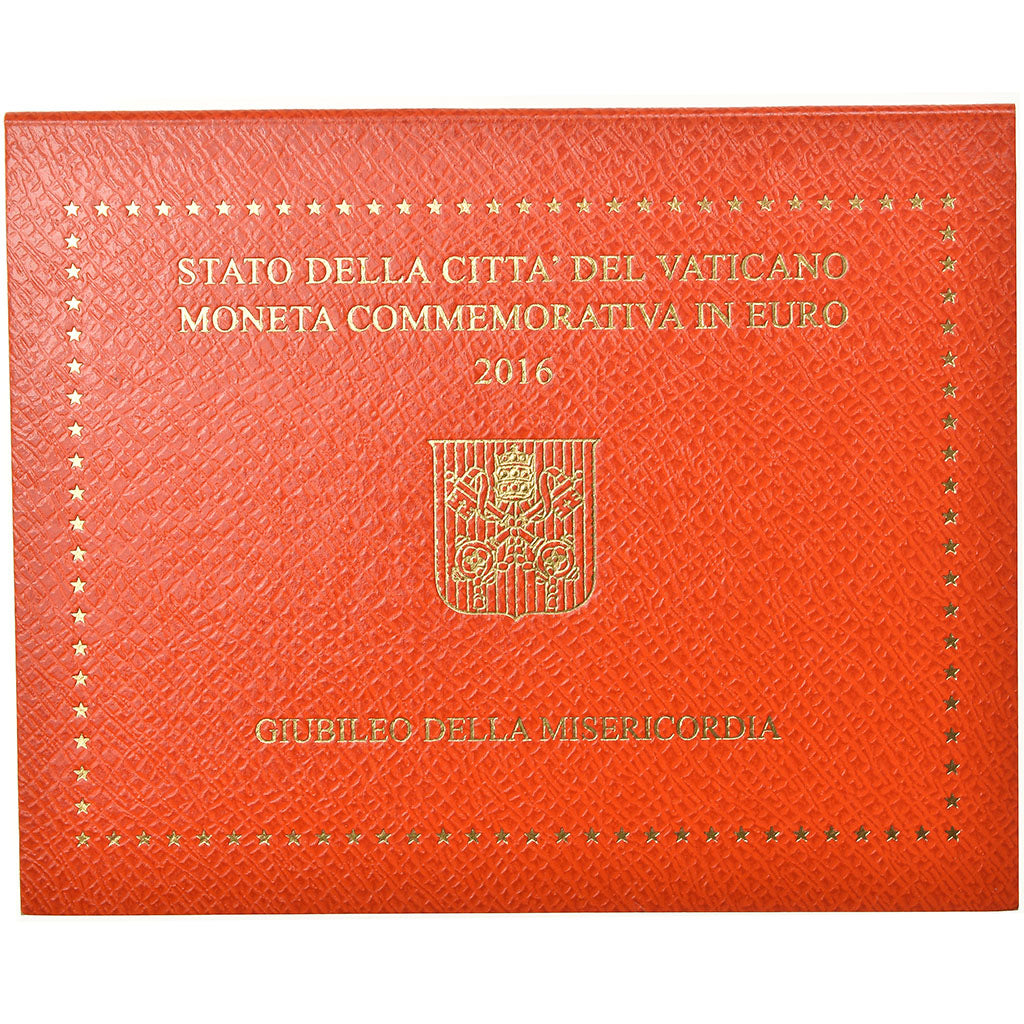 STATO DELLA CITTA' DEL VATICANO
MONETA COMMEMORATIVA IN EURO
2016
GIUBILEO DELLA MISERICORDIA